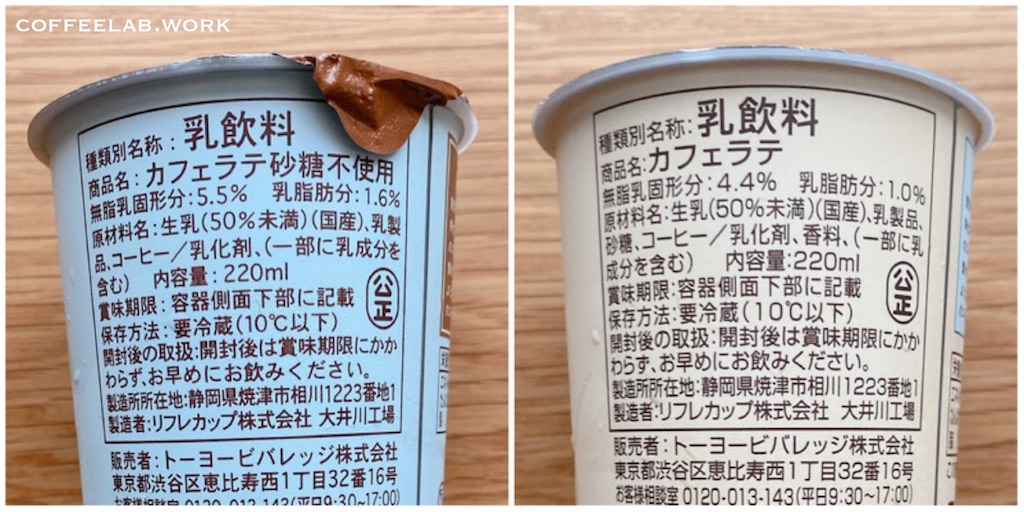 COFFEELAB.WORK
種類別名称：乳飲料
商品名：カフェラテ砂糖不使用
無脂乳固形分：5.5%　乳脂肪分：1.6%
原材料名：生乳(50%未満)(国産)、乳製
品、コーヒー／乳化剤、(一部に乳成分を
含む)　内容量：220ml
賞味期限：容器側面下部に記載
公正
保存方法：要冷蔵(10℃以下)
開封後の取扱：開封後は賞味期限にかか
わらず、お早めにお飲みください。
製造所所在地：静岡県焼津市相川1223番地1
製造者：リフレカップ株式会社 大井川工場
販売者：トーヨービバレッジ株式会社
東京都渋谷区恵比寿西1丁目32番16号
お客様相談室 0120-013-143(平日9:30~17:00)
種類別名称：乳飲料
商品名：カフェラテ
無脂乳固形分：4.4%　乳脂肪分：1.0%
原材料名：生乳(50%未満)(国産)、乳製品、
砂糖、コーヒー／乳化剤、香料、(一部に乳
成分を含む)　内容量：220ml
賞味期限：容器側面下部に記載
公正
保存方法：要冷蔵(10℃以下)
開封後の取扱：開封後は賞味期限にかか
わらず、お早めにお飲みください。
製造所所在地：静岡県焼津市相川1223番地1
製造者：リフレカップ株式会社 大井川工場
販売者：トーヨービバレッジ株式会社
東京都渋谷区恵比寿西1丁目32番16号
お客様相談室 0120-013-143(平日9:30~17:00)